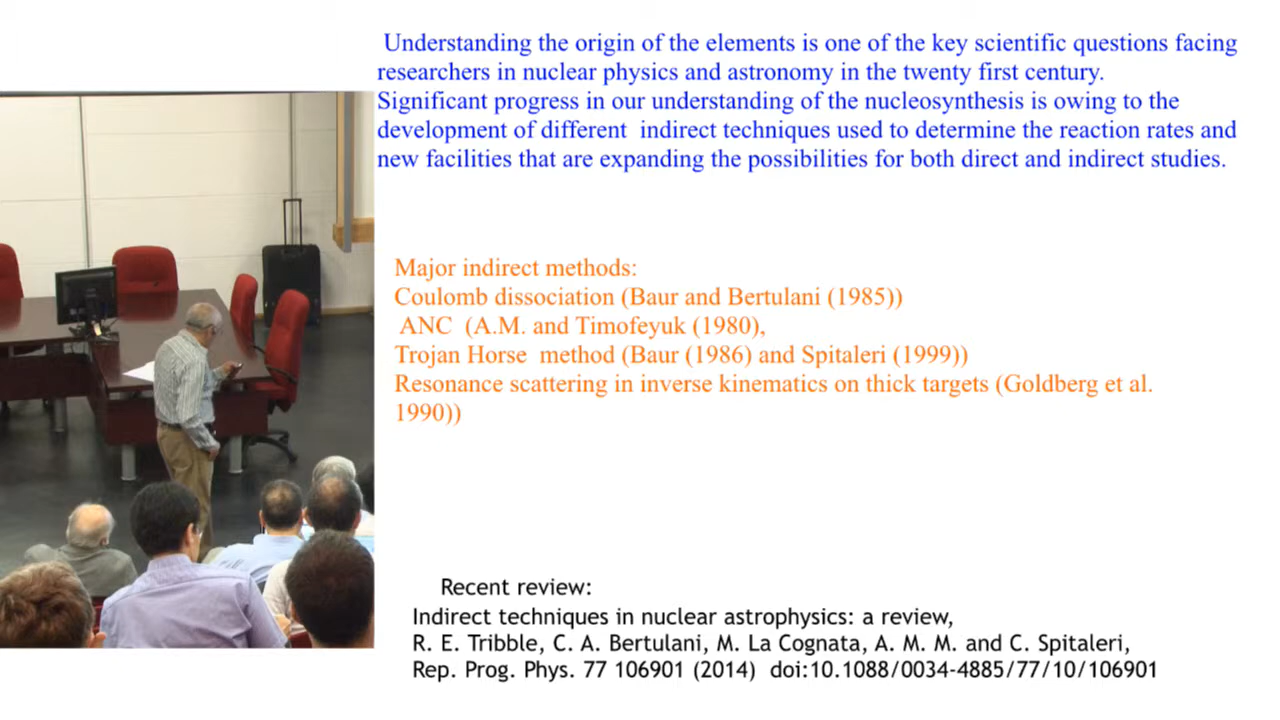 Understanding the origin of the elements is one of the key scientific questions facing
researchers in nuclear physics and astronomy in the twenty first century.
Significant progress in our understanding of the nucleosynthesis is owing to the
development of different indirect techniques used to determine the reaction rates and
new facilities that are expanding the possibilities for both direct and indirect studies.
Major indirect methods:
Coulomb dissociation (Baur and Bertulani (1985))
ANC (A.M. and Timofeyuk (1980),
Trojan Horse method (Baur (1986) and Spitaleri (1999))
Resonance scattering in inverse kinematics on thick targets (Goldberg et al.
1990))
Recent review:
Indirect techniques in nuclear astrophysics: a review,
R. E. Tribble, C. A. Bertulani, M. La Cognata, A. M. M. and C. Spitaleri,
Rep. Prog. Phys. 77 106901 (2014) doi:10.1088/0034-4885/77/10/106901